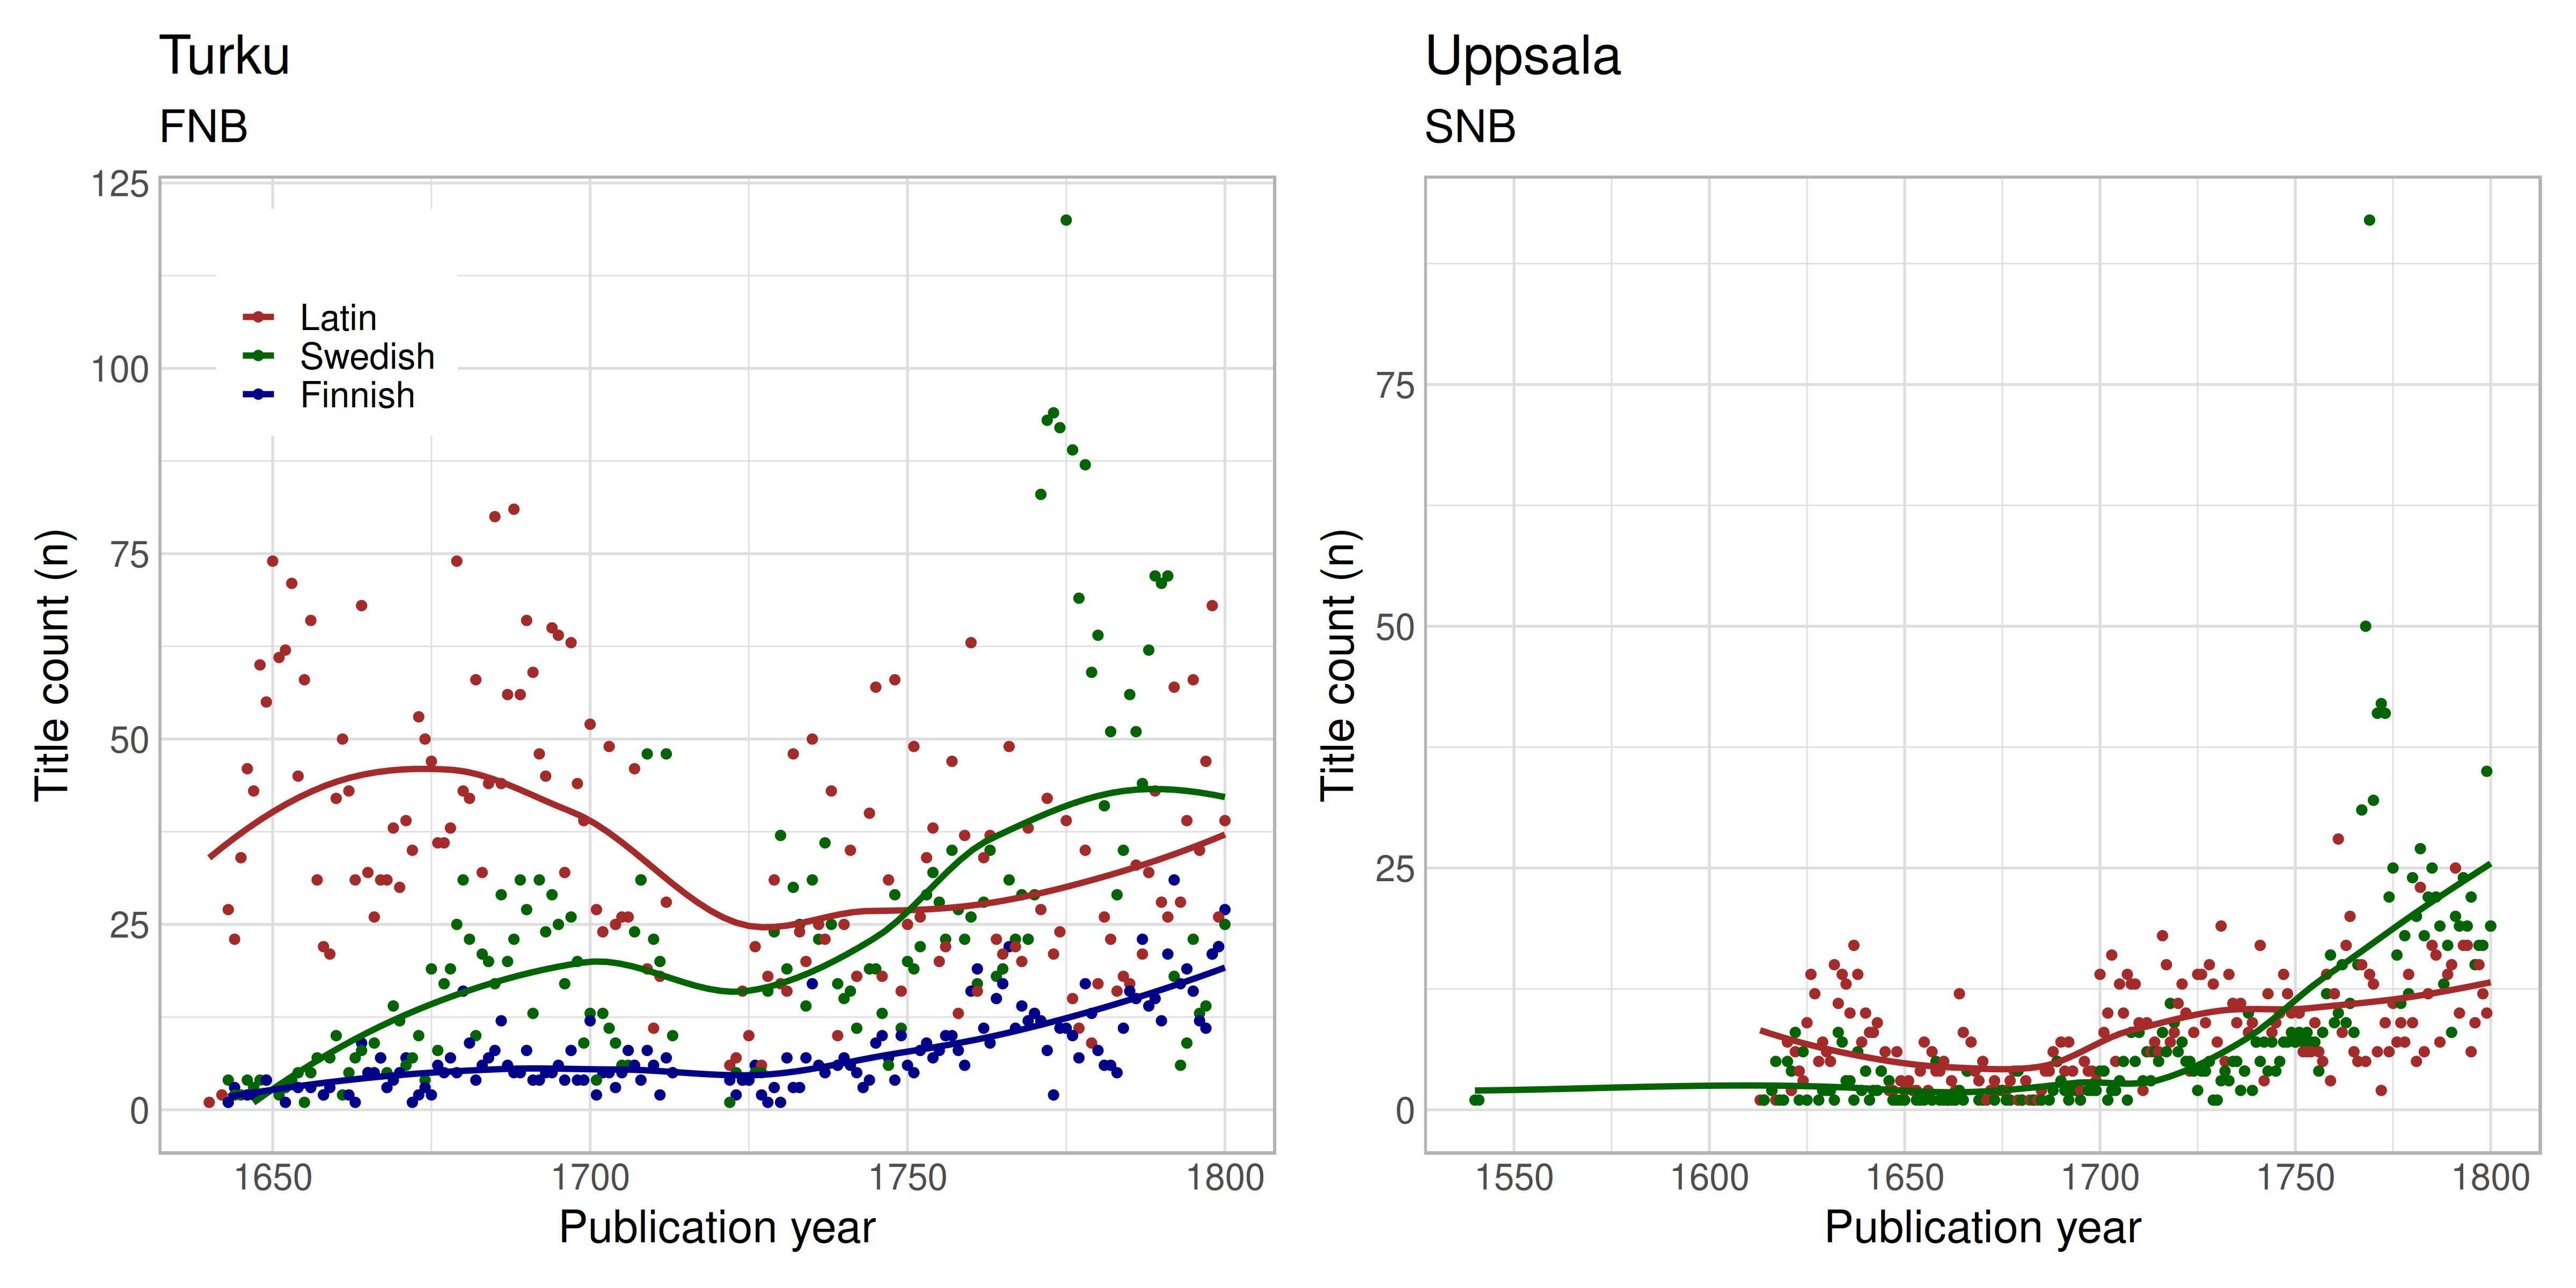 Turku
FNB
125
100
75
50
25
0
Title count (n)
Latin
Swedish
Finnish
1650
1700
1750
1800
Publication year
Uppsala
SNB
75
50
25
0
Title count (n)
1550
1600
1650
1700
1750
1800
Publication year